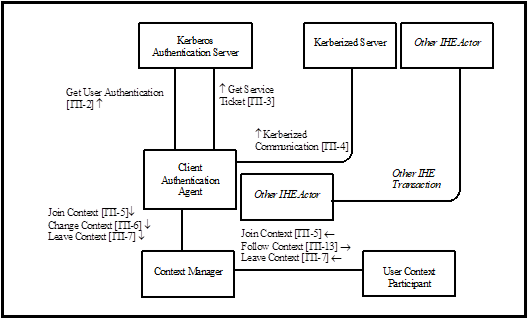 Kerberos
Authentication Server
Kerberized Server
Other IHE Actor
Get User Authentication
[ITI-2] ↑
↑ Get Service
Ticket [ITI-3]
↑ Kerberized
Communication [ITI-4]
Client
Authentication
Agent
Other IHE Actor
Other IHE
Transaction
Join Context [ITI-5]↓
Change Context [ITI-6] ↓
Leave Context [ITI-7] ↓
Join Context [ITI-5] ←
Follow Context [ITI-13] →
Leave Context [ITI-7] ←
Context Manager
User Context
Participant